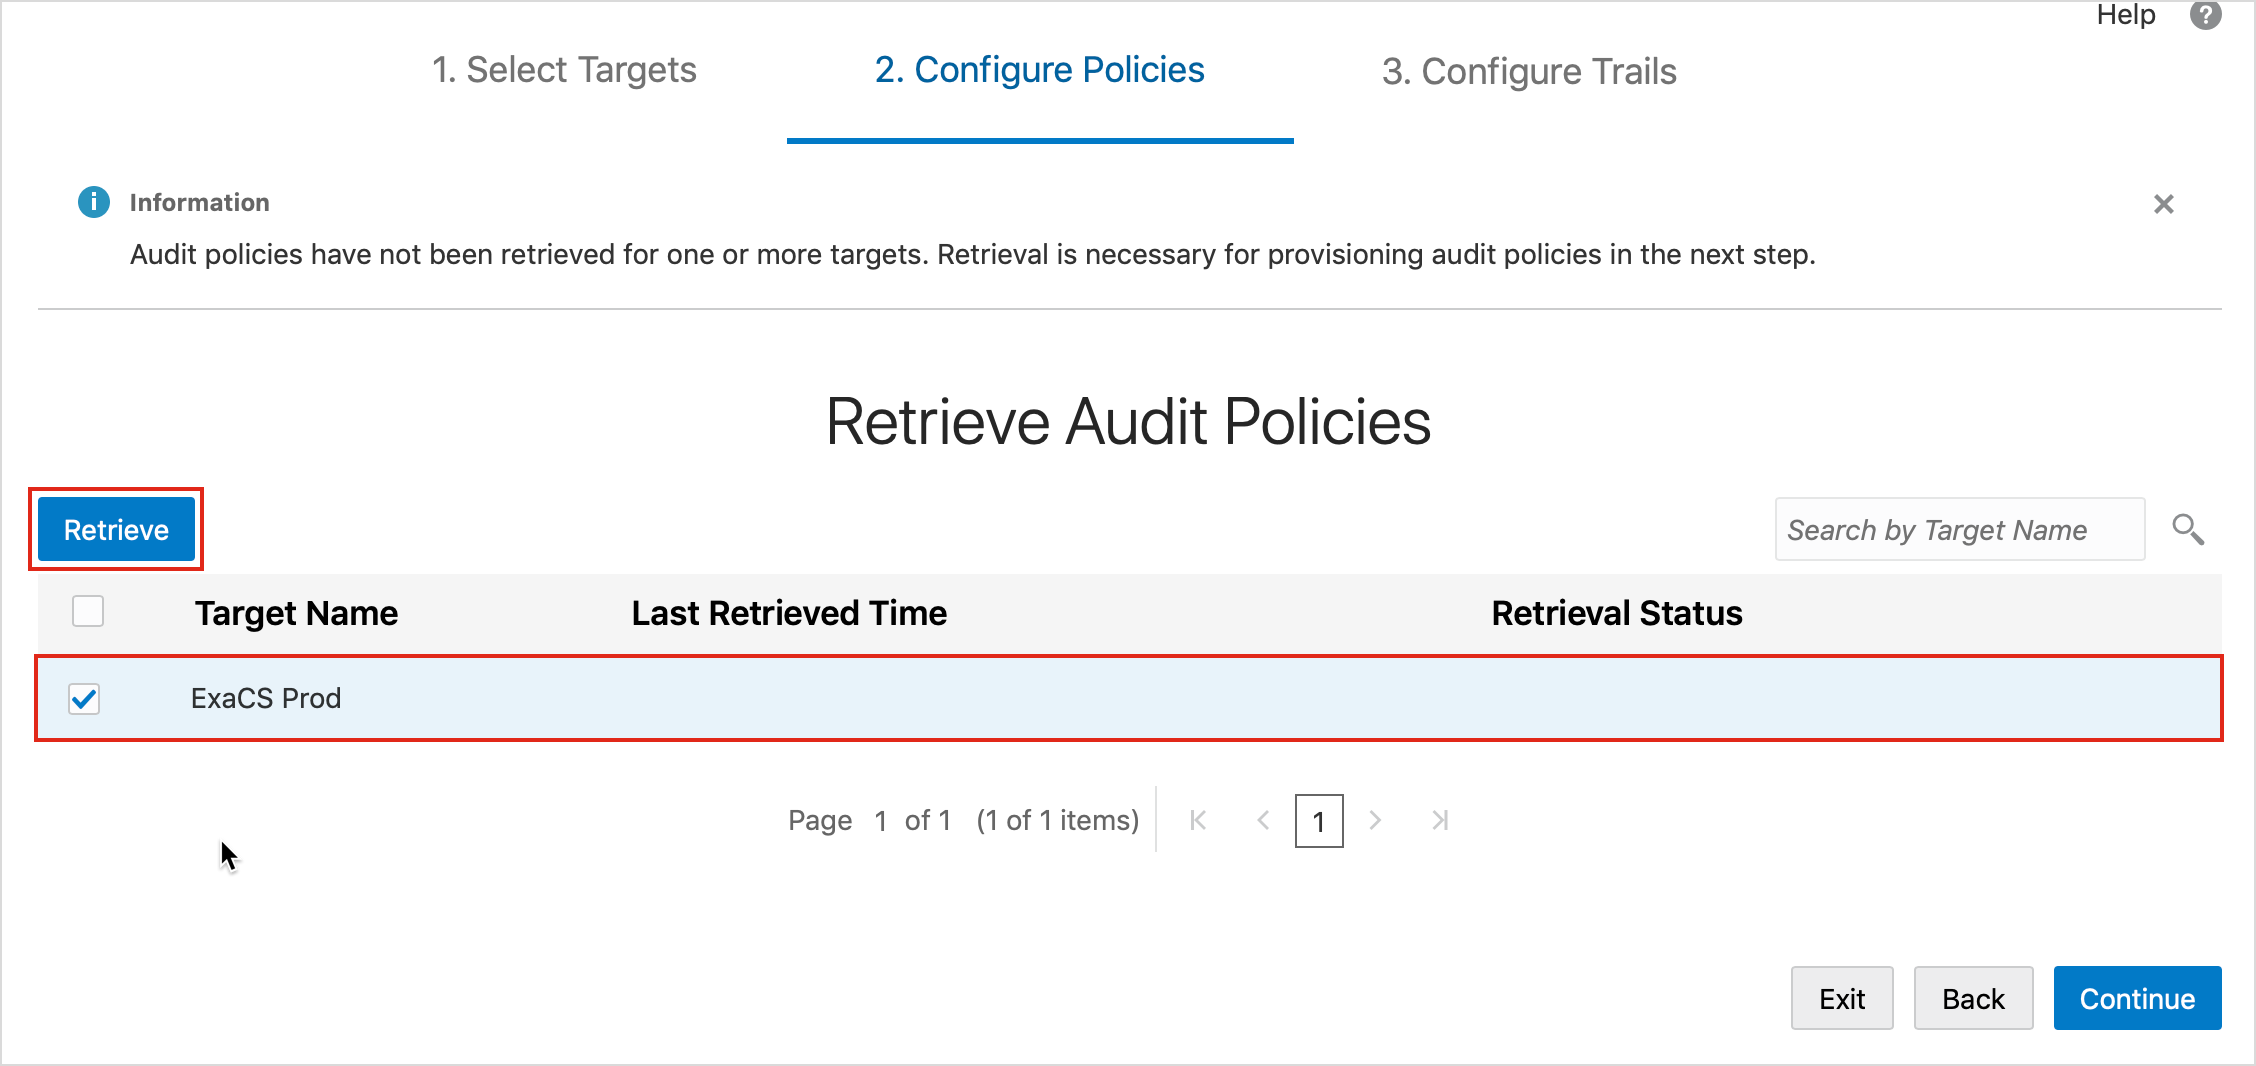 Help ?
1. Select Targets 2. Configure Policies 3. Configure Trails
Information
Audit policies have not been retrieved for one or more targets. Retrieval is necessary for provisioning audit policies in the next step.
Retrieve Audit Policies
Retrieve Search by Target Name
Target Name Last Retrieved Time Retrieval Status
ExaCS Prod
Page 1 of 1 (1 of 1 items) 1
Exit Back Continue